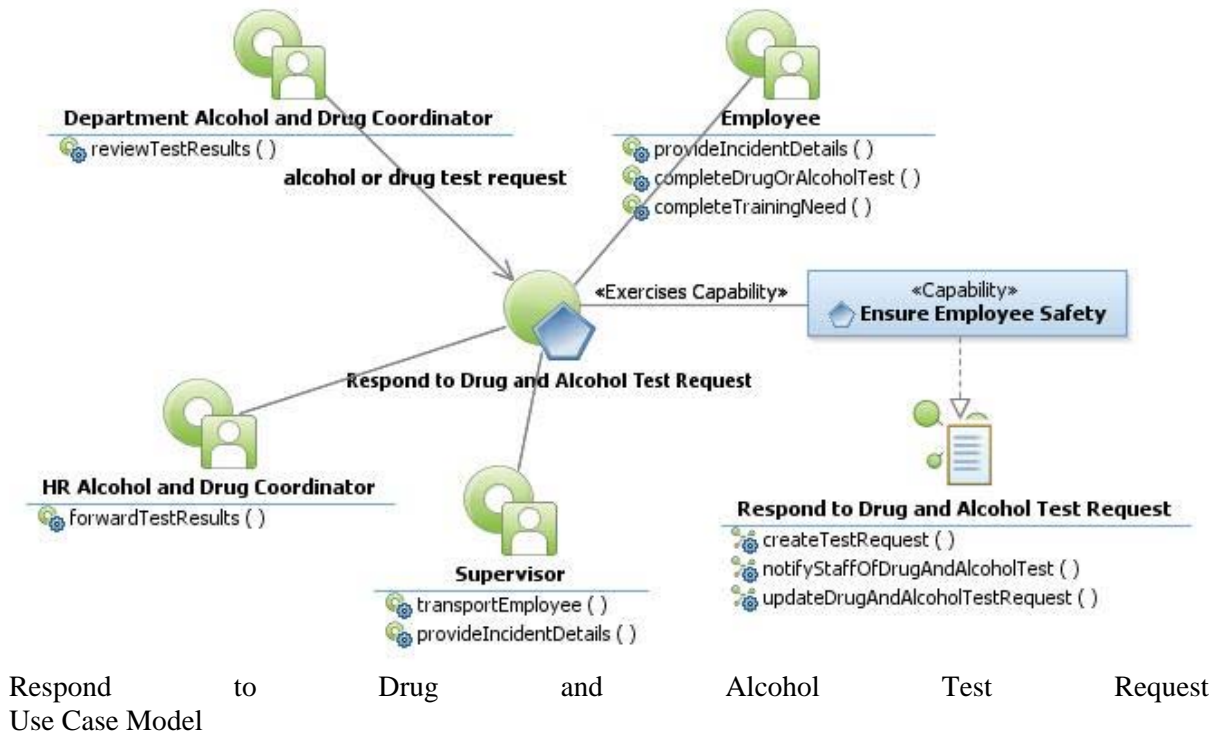 Department Alcohol and Drug Coordinator
reviewTestResults ( )
alcohol or drug test request
Employee
provideIncidentDetails ( )
completeDrugOrAlcoholTest ( )
completeTrainingNeed ( )
«Exercises Capability»
«Capability»
Ensure Employee Safety
Respond to Drug and Alcohol Test Request
HR Alcohol and Drug Coordinator
forwardTestResults ( )
Supervisor
transportEmployee ( )
provideIncidentDetails ( )
Respond to Drug and Alcohol Test Request
createTestRequest ( )
notifyStaffOfDrugAndAlcoholTest ( )
updateDrugAndAlcoholTestRequest ( )
Respond to Drug and Alcohol Test Request
Use Case Model